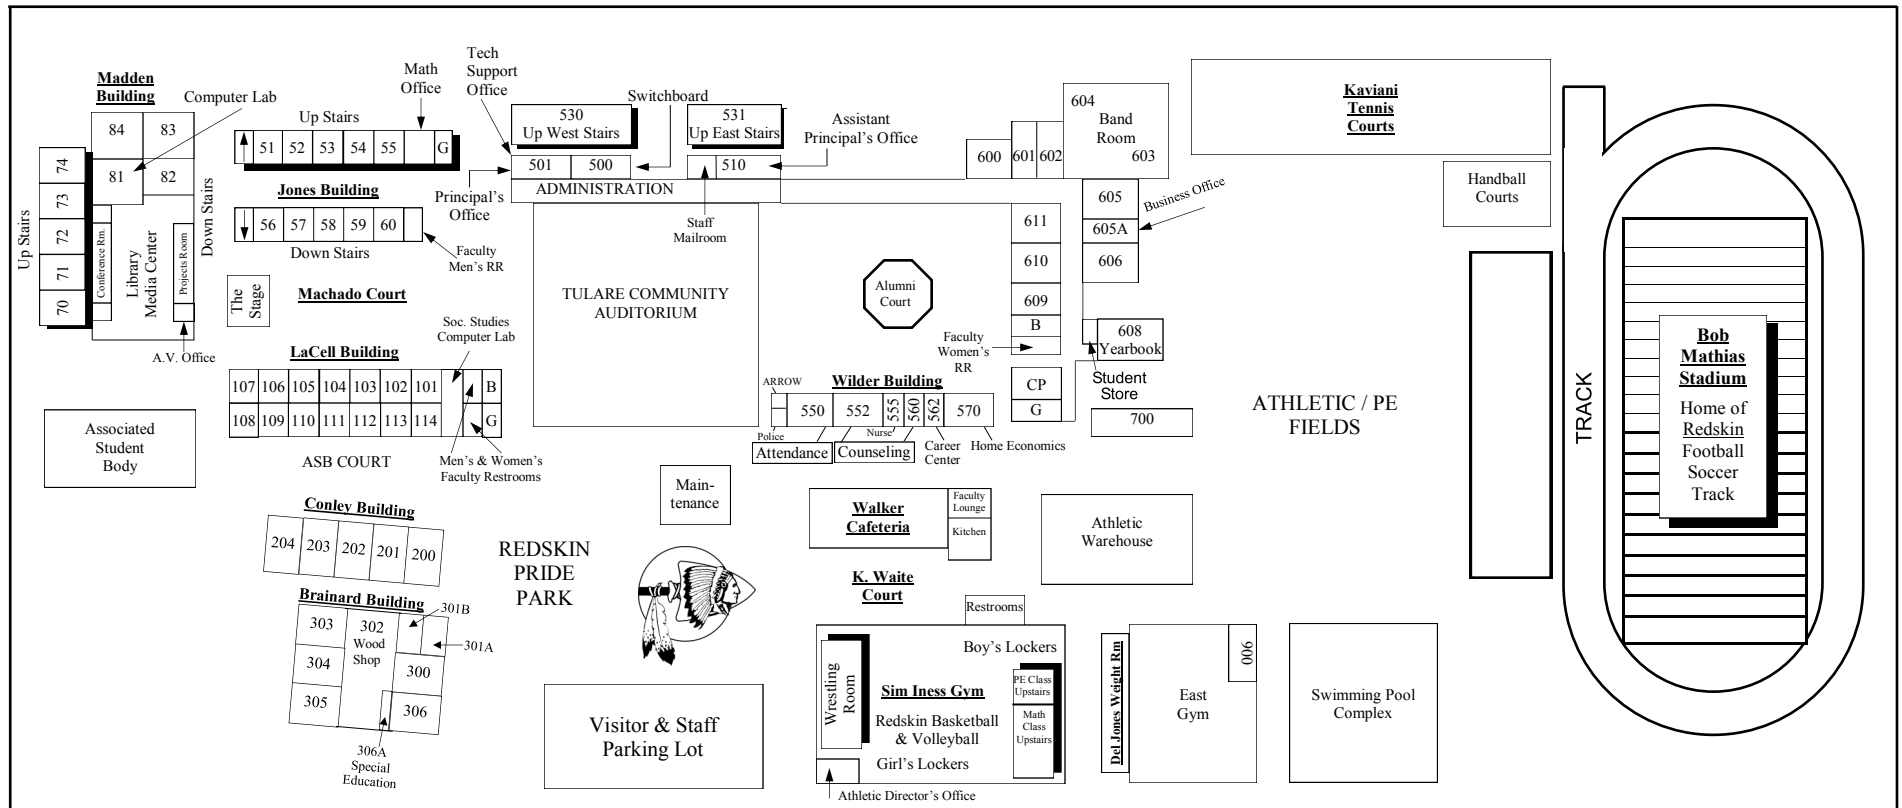 Madden
Building
Computer Lab
84
83
81
82
74
73
72
71
70
Up Stairs
Down Stairs
Conference Rm.
Library
Media Center
Projects Room
A.V. Office
Up Stairs
Math
Office
51
52
53
54
55
G
Jones Building
56
57
58
59
60
Down Stairs
Faculty
Men's RR
The
Stage
Machado Court
Tech
Support
Office
530
Up West Stairs
Switchboard
531
Up East Stairs
Assistant
Principal's Office
501
500
510
Principal's
Office
ADMINISTRATION
Staff
Mailroom
TULARE COMMUNITY
AUDITORIUM
Alumni
Court
600
601
602
604
Band
Room
603
605
Business Office
605A
606
611
610
609
B
Faculty
Women's
RR
608
Yearbook
Student
Store
CP
G
700
Kaviani
Tennis
Courts
Handball
Courts
ATHLETIC / PE
FIELDS
TRACK
Bob
Mathias
Stadium
Home of
Redskin
Football
Soccer
Track
LaCell Building
Soc. Studies
Computer Lab
107
106
105
104
103
102
101
B
108
109
110
111
112
113
114
G
ASB COURT
Men's & Women's
Faculty Restrooms
Associated
Student
Body
ARROW
Wilder Building
550
552
555
560
562
570
Police
Nurse
Attendance
Counseling
Career
Center
Home Economics
Main-
tenance
Walker
Cafeteria
Faculty
Lounge
Kitchen
Athletic
Warehouse
Conley Building
204
203
202
201
200
REDSKIN
PRIDE
PARK
K. Waite
Court
Brainard Building
301B
301A
303
302
Wood
Shop
304
300
305
306
306A
Special
Education
Visitor & Staff
Parking Lot
Restrooms
Boy's Lockers
Wrestling
Room
Sim Iness Gym
Redskin Basketball
& Volleyball
Girl's Lockers
PE Class
Upstairs
Math
Class
Upstairs
Athletic Director's Office
Del Jones Weight Rm
East
Gym
900
Swimming Pool
Complex